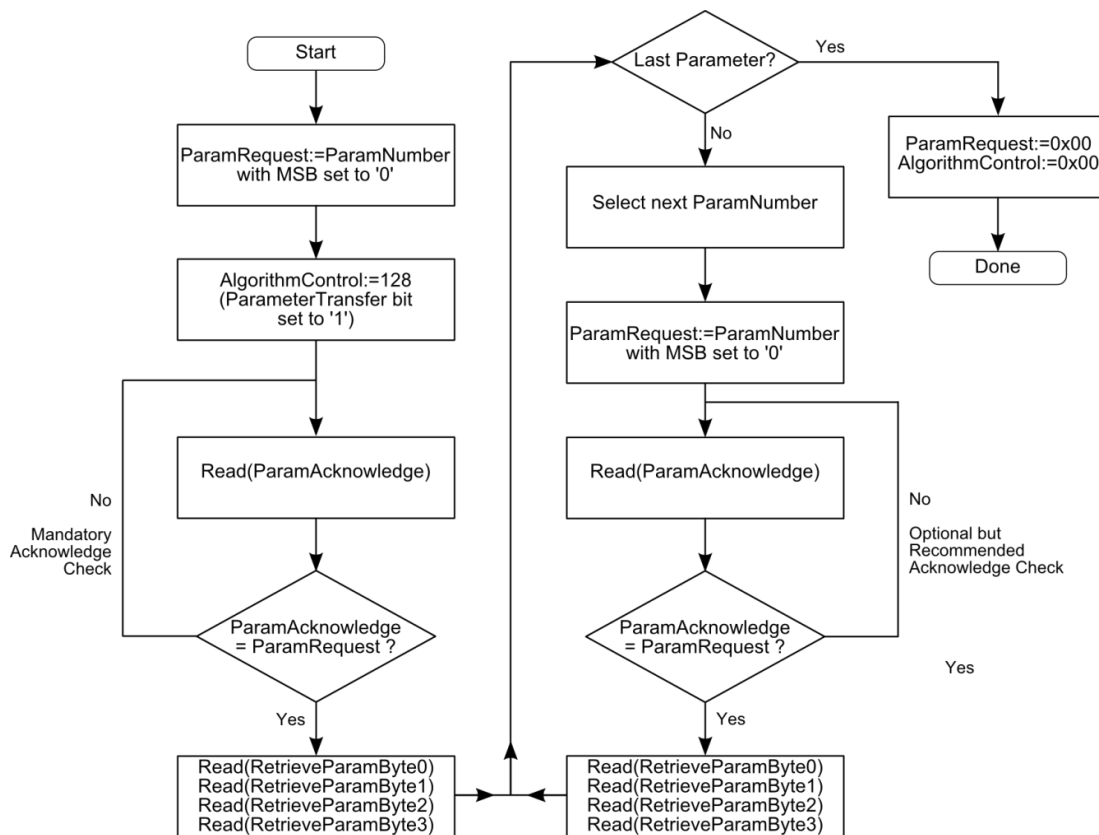 Start
ParamRequest:=ParamNumber
with MSB set to '0'
AlgorithmControl:=128
(ParameterTransfer bit
set to '1')
Read(ParamAcknowledge)
No
Mandatory
Acknowledge
Check
ParamAcknowledge
= ParamRequest ?
Yes
Read(RetrieveParamByte0)
Read(RetrieveParamByte1)
Read(RetrieveParamByte2)
Read(RetrieveParamByte3)
Last Parameter?
Yes
No
ParamRequest:=0x00
AlgorithmControl:=0x00
Done
Select next ParamNumber
ParamRequest:=ParamNumber
with MSB set to '0'
Read(ParamAcknowledge)
No
Optional but
Recommended
Acknowledge Check
ParamAcknowledge
= ParamRequest ?
Yes
Yes
Read(RetrieveParamByte0)
Read(RetrieveParamByte1)
Read(RetrieveParamByte2)
Read(RetrieveParamByte3)